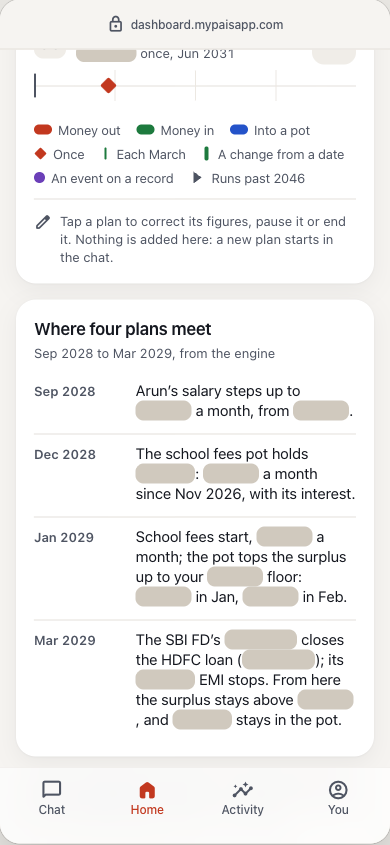 dashboard.mypaisapp.com
once, Jun 2031
Money out
Money in
Into a pot
Once
Each March
A change from a date
An event on a record
Runs past 2046
Tap a plan to correct its figures, pause it or end
it. Nothing is added here: a new plan starts in
the chat.
Where four plans meet
Sep 2028 to Mar 2029, from the engine
Sep 2028
Arun’s salary steps up to
a month, from .
Dec 2028
The school fees pot holds
: a month
since Nov 2026, with its interest.
Jan 2029
School fees start, a
month; the pot tops the surplus
up to your floor:
in Jan, in Feb.
Mar 2029
The SBI FD’s closes
the HDFC loan ( ); its
EMI stops. From here
the surplus stays above
, and stays in the pot.
Chat
Home
Activity
You